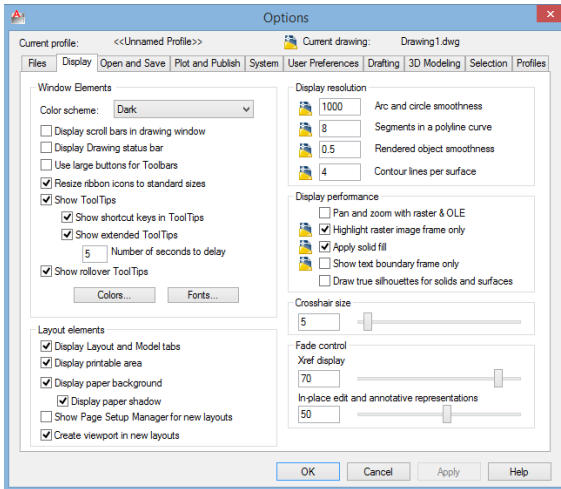 Options
Current profile: <<Unnamed Profile>> Current drawing: Drawing1.dwg
Files Display Open and Save Plot and Publish System User Preferences Drafting 3D Modeling Selection Profiles
Window Elements
Color scheme: Dark
Display scroll bars in drawing window
Display Drawing status bar
Use large buttons for Toolbars
Resize ribbon icons to standard sizes
Show ToolTips
Show shortcut keys in ToolTips
Show extended ToolTips
5 Number of seconds to delay
Show rollover ToolTips
Colors... Fonts...
Layout elements
Display Layout and Model tabs
Display printable area
Display paper background
Display paper shadow
Show Page Setup Manager for new layouts
Create viewport in new layouts
Display resolution
1000 Arc and circle smoothness
8 Segments in a polyline curve
0.5 Rendered object smoothness
4 Contour lines per surface
Display performance
Pan and zoom with raster & OLE
Highlight raster image frame only
Apply solid fill
Show text boundary frame only
Draw true silhouettes for solids and surfaces
Crosshair size
5
Fade control
Xref display
70
In-place edit and annotative representations
50
OK Cancel Apply Help